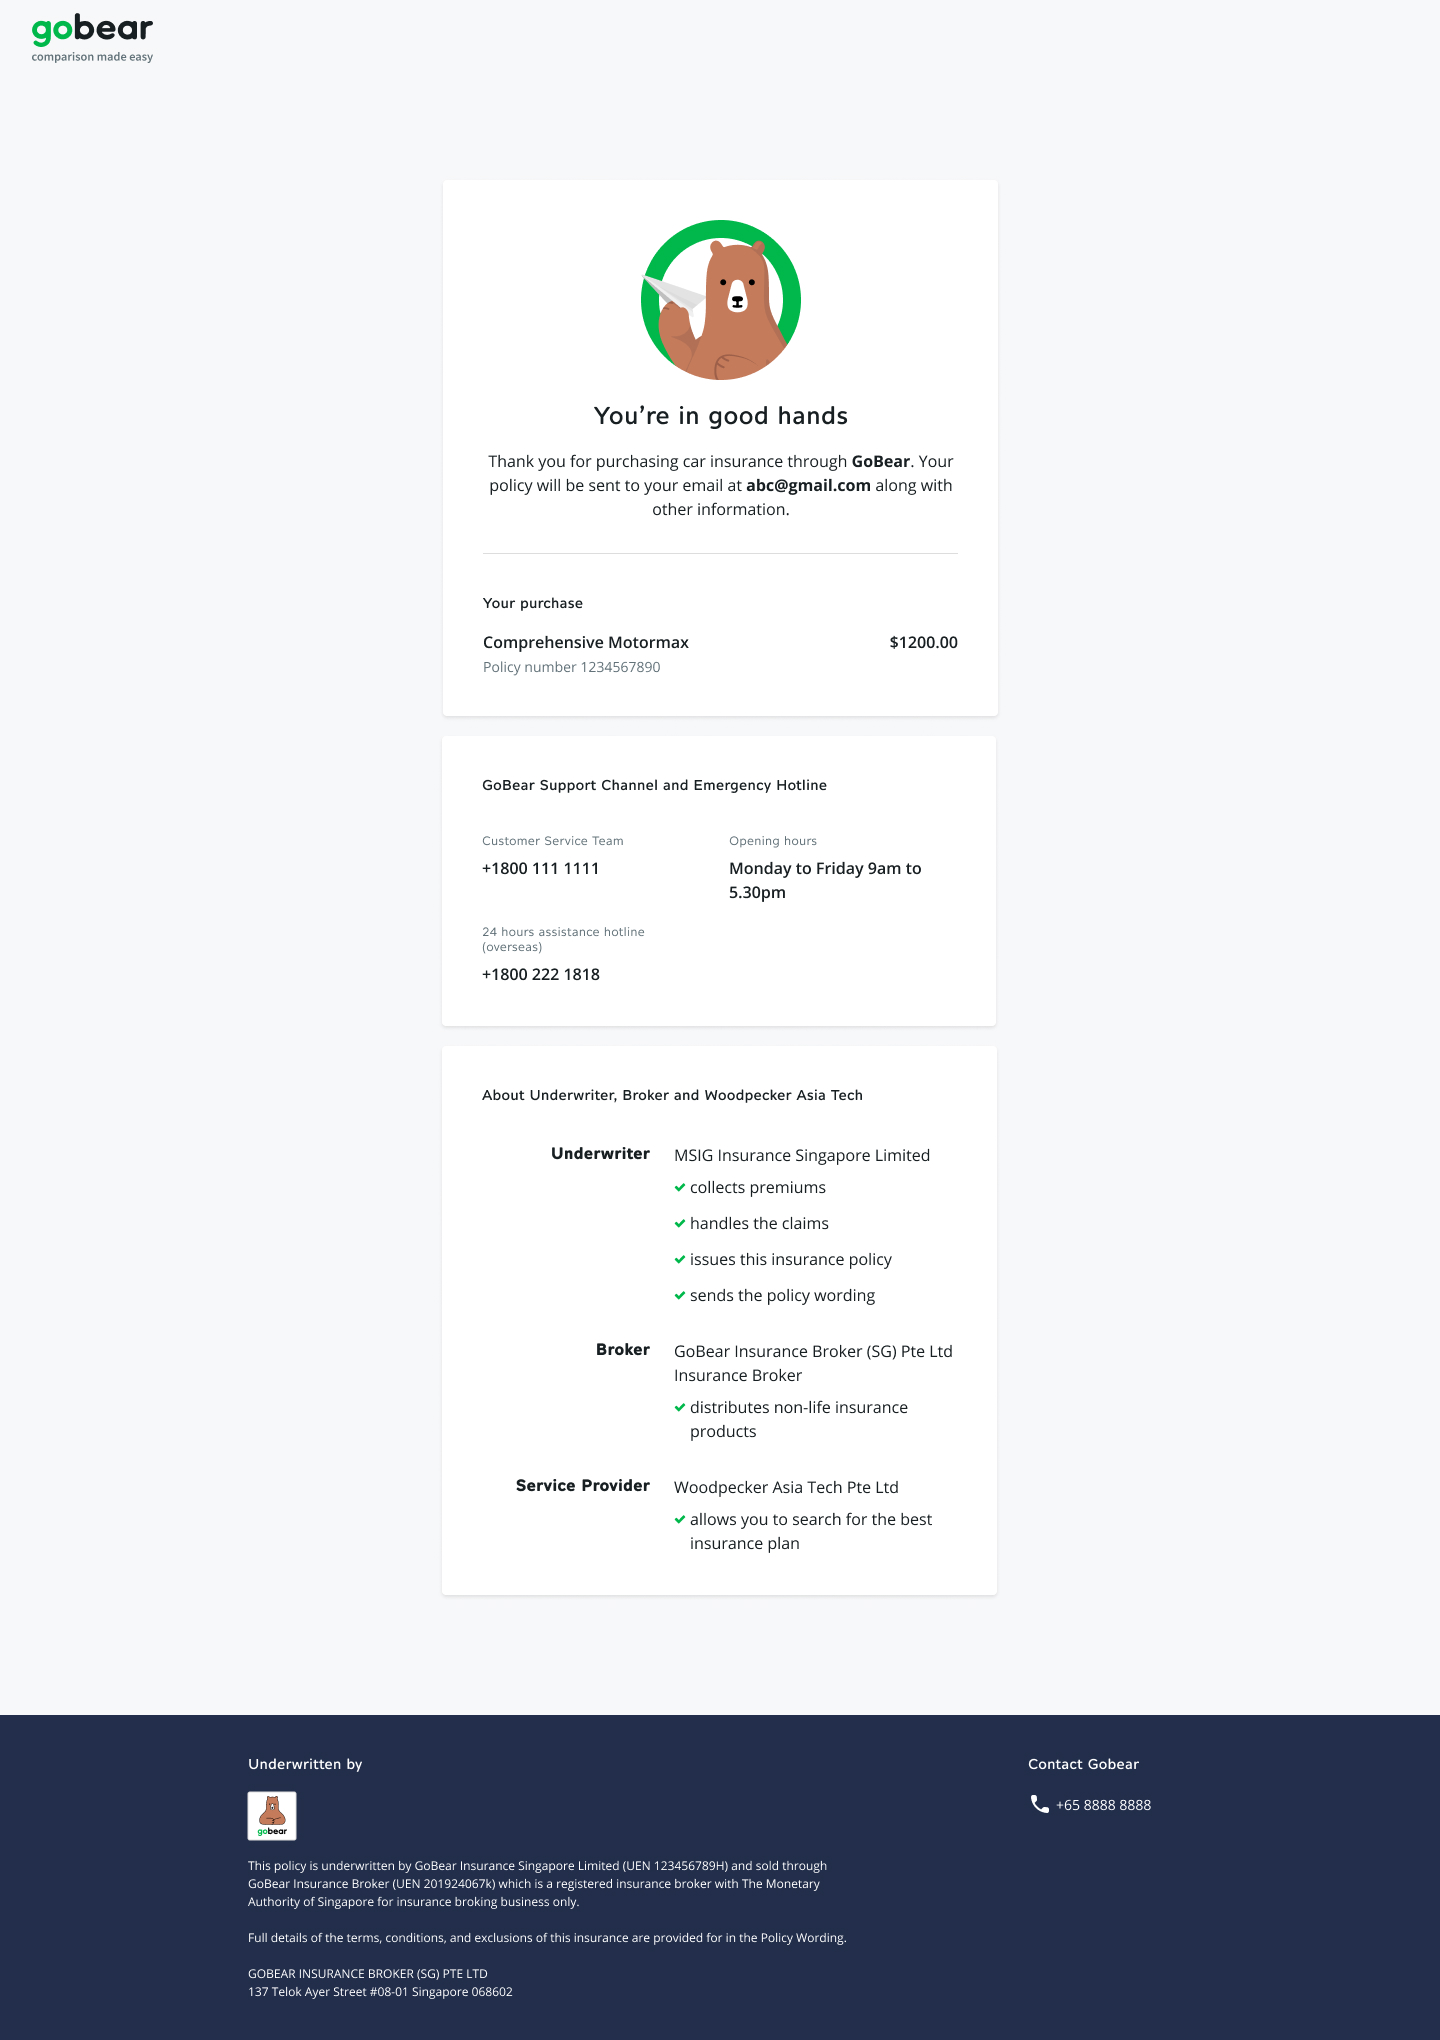 gobear
comparison made easy
You’re in good hands
Thank you for purchasing car insurance through GoBear. Your
policy will be sent to your email at abc@gmail.com along with
other information.
Your purchase
Comprehensive Motormax $1200.00
Policy number 1234567890
GoBear Support Channel and Emergency Hotline
Customer Service Team
+1800 111 1111
Opening hours
Monday to Friday 9am to
5.30pm
24 hours assistance hotline
(overseas)
+1800 222 1818
About Underwriter, Broker and Woodpecker Asia Tech
Underwriter
MSIG Insurance Singapore Limited
collects premiums
handles the claims
issues this insurance policy
sends the policy wording
Broker
GoBear Insurance Broker (SG) Pte Ltd
Insurance Broker
distributes non-life insurance
products
Service Provider
Woodpecker Asia Tech Pte Ltd
allows you to search for the best
insurance plan
Underwritten by
gobear
This policy is underwritten by GoBear Insurance Singapore Limited (UEN 123456789H) and sold through
GoBear Insurance Broker (UEN 201924067k) which is a registered insurance broker with The Monetary
Authority of Singapore for insurance broking business only.
Full details of the terms, conditions, and exclusions of this insurance are provided for in the Policy Wording.
GOBEAR INSURANCE BROKER (SG) PTE LTD
137 Telok Ayer Street #08-01 Singapore 068602
Contact Gobear
+65 8888 8888